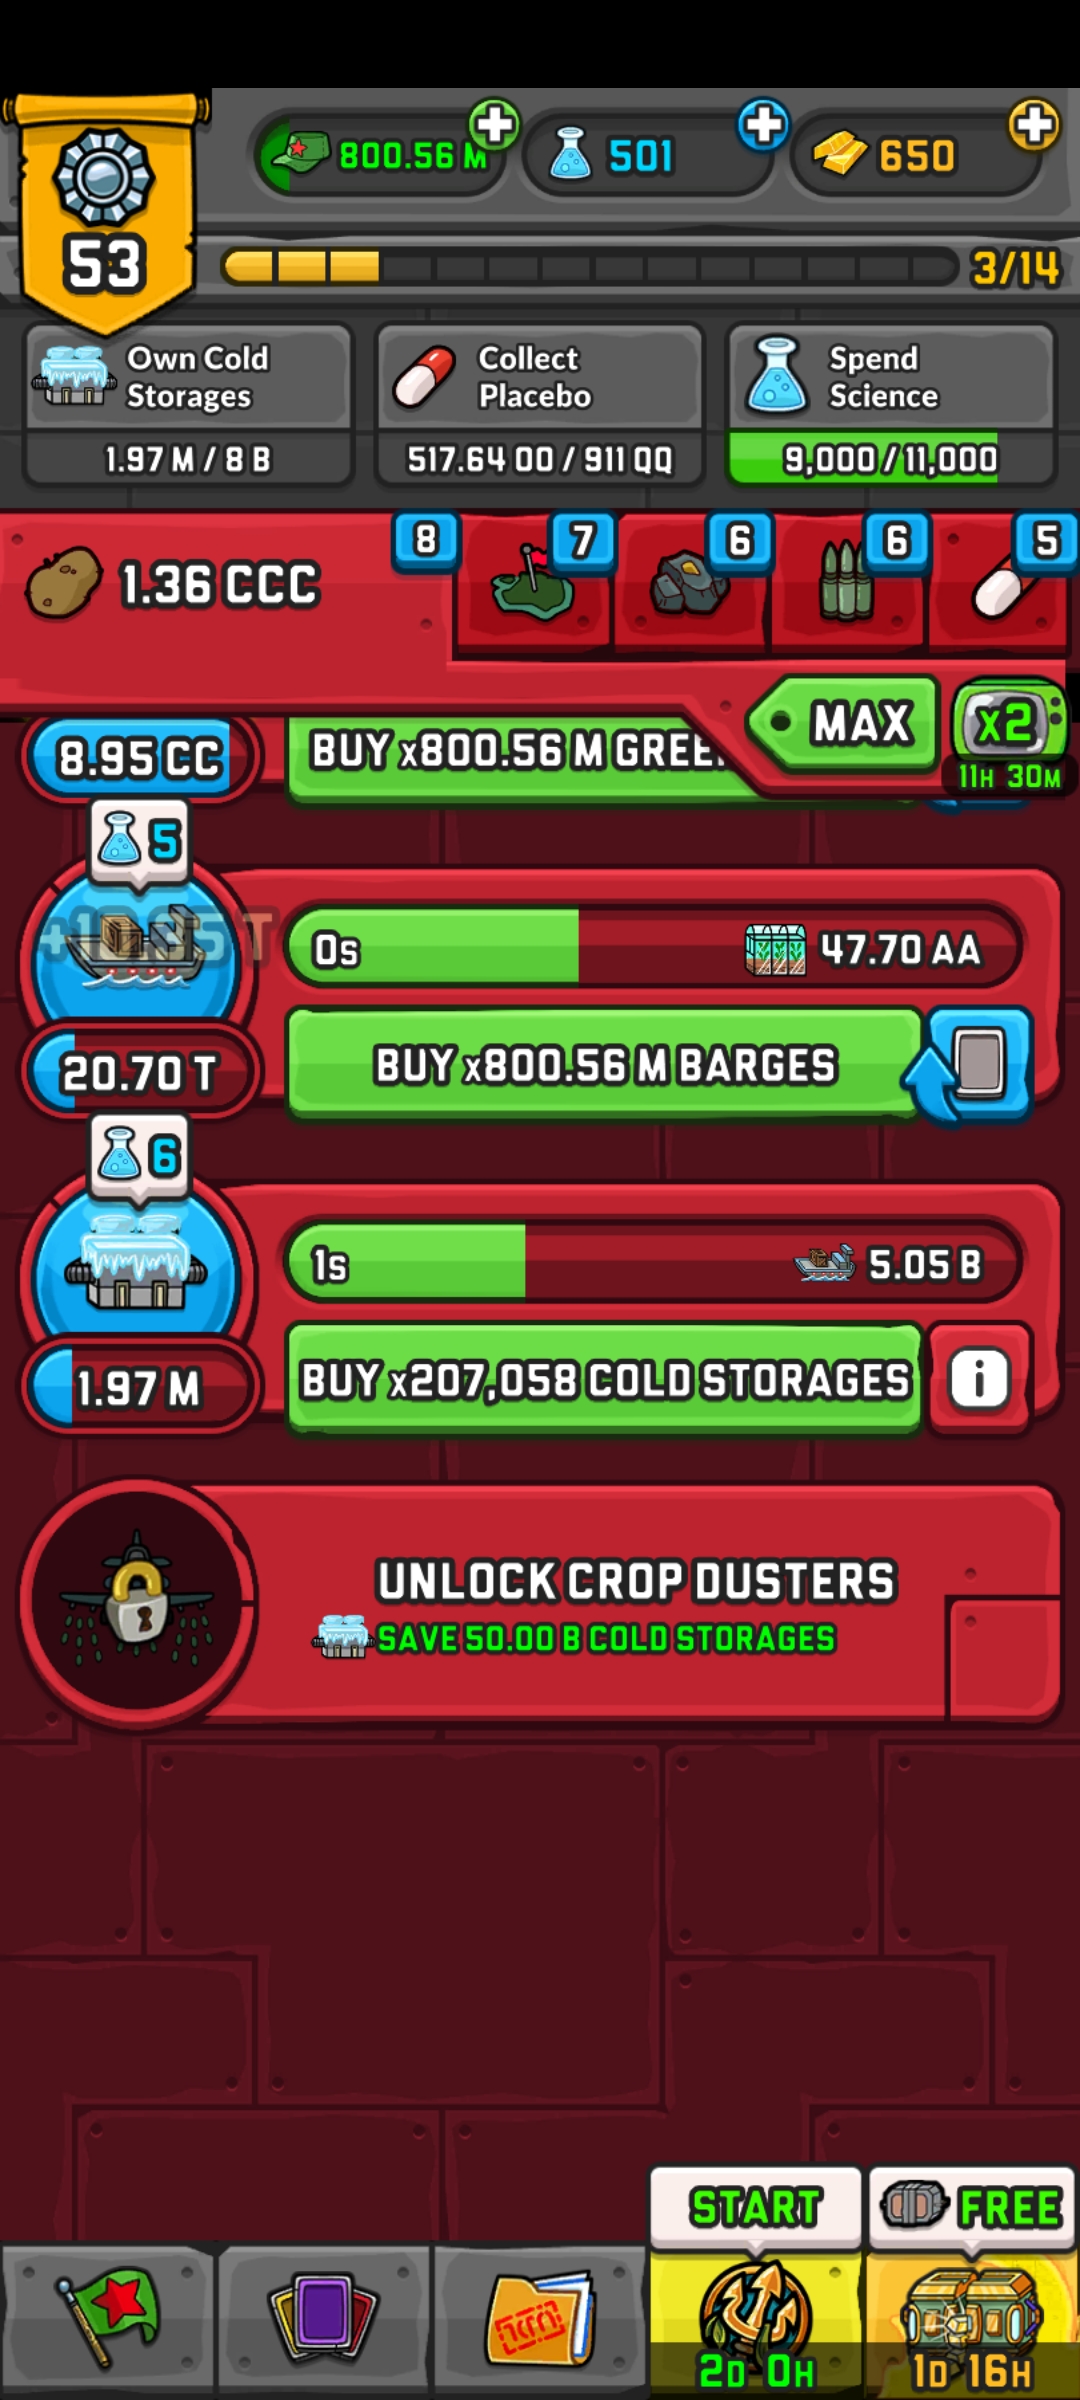 53
800.56 M
501
650
3/14
Own Cold
Storages
1.97 M / 8 B
Collect
Placebo
517.64 OO / 911 QQ
Spend
Science
9,000 / 11,000
1.36 CCC
8
7
6
6
5
MAX
x2
11H 30M
8.95 CC
BUY x800.56 M GREE
5
0s
47.70 AA
20.70 T
BUY x800.56 M BARGES
6
1s
5.05 B
1.97 M
BUY x207,058 COLD STORAGES
i
UNLOCK CROP DUSTERS
SAVE 50.00 B COLD STORAGES
START
FREE
2D 0H
1D 16H